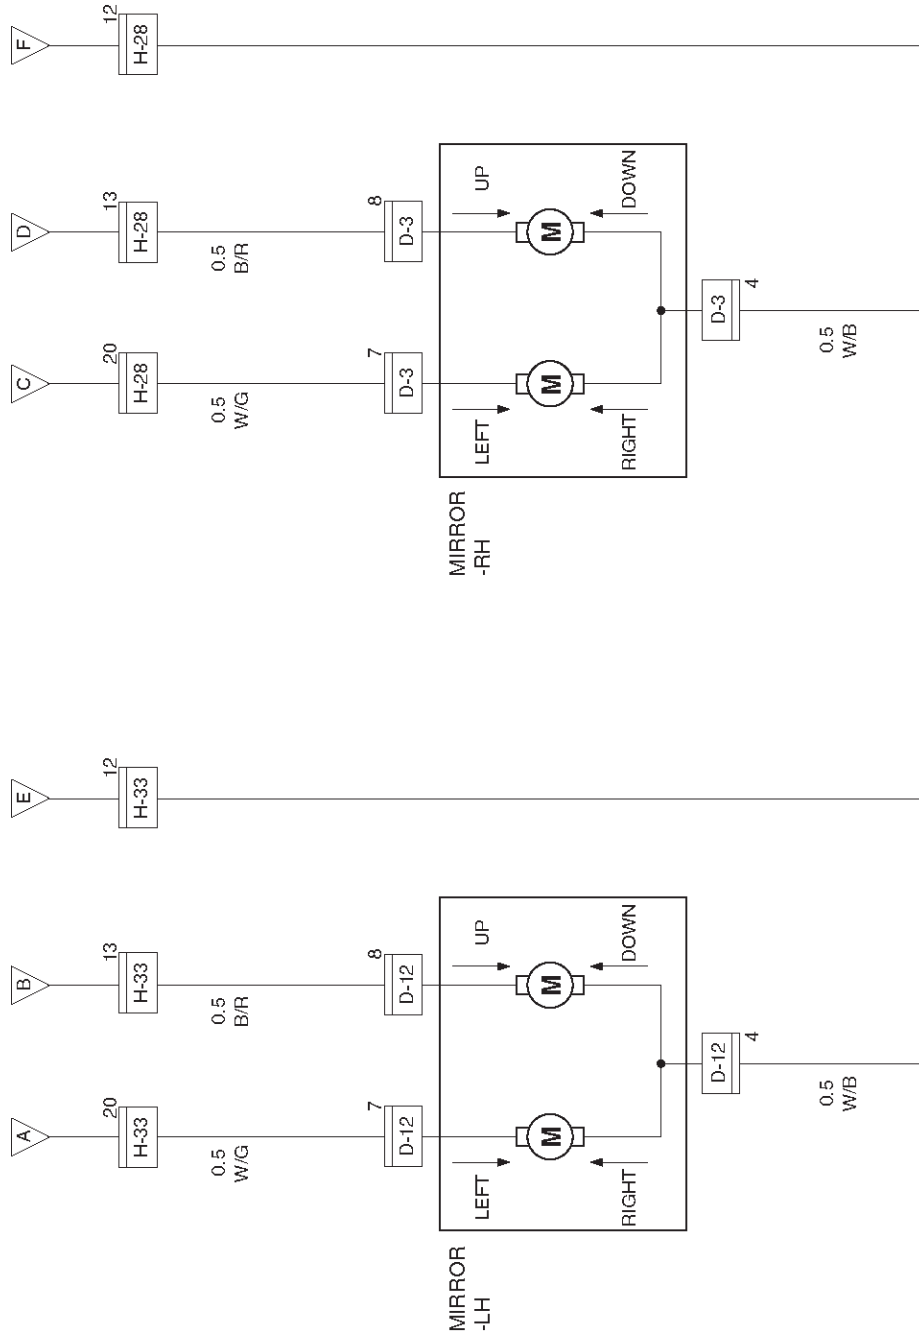 A
B
E
C
D
F
20
13
12
20
13
12
H-33
H-33
H-33
H-28
H-28
H-28
0.5
W/G
0.5
B/R
0.5
W/G
0.5
B/R
7
8
7
8
D-12
D-12
D-3
D-3
MIRROR
-LH
LEFT
UP
M
M
RIGHT
DOWN
MIRROR
-RH
LEFT
UP
M
M
RIGHT
DOWN
D-12
4
D-3
4
0.5
W/B
0.5
W/B